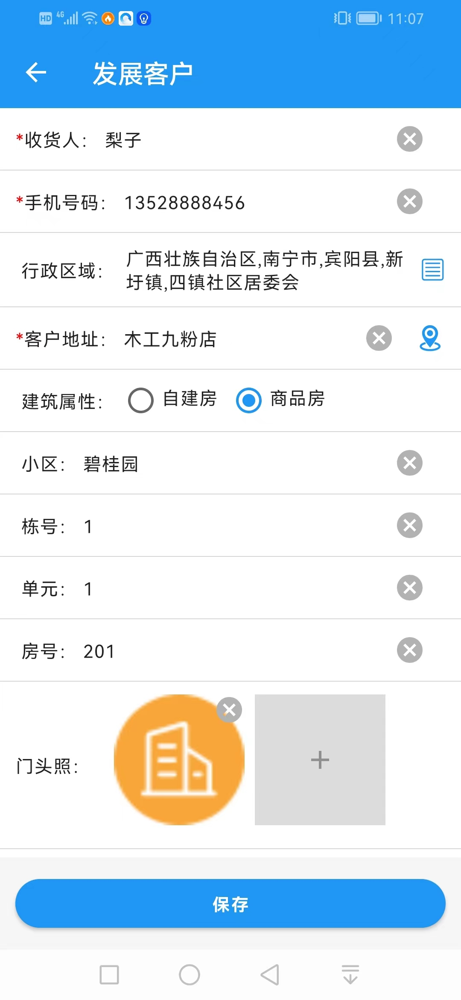 HD 4G 11:07
发展客户
*收货人： 梨子
*手机号码： 13528888456
行政区域： 广西壮族自治区,南宁市,宾阳县,新
圩镇,四镇社区居委会
*客户地址： 木工九粉店
建筑属性： 自建房 商品房
小区： 碧桂园
栋号： 1
单元： 1
房号： 201
门头照：
保存